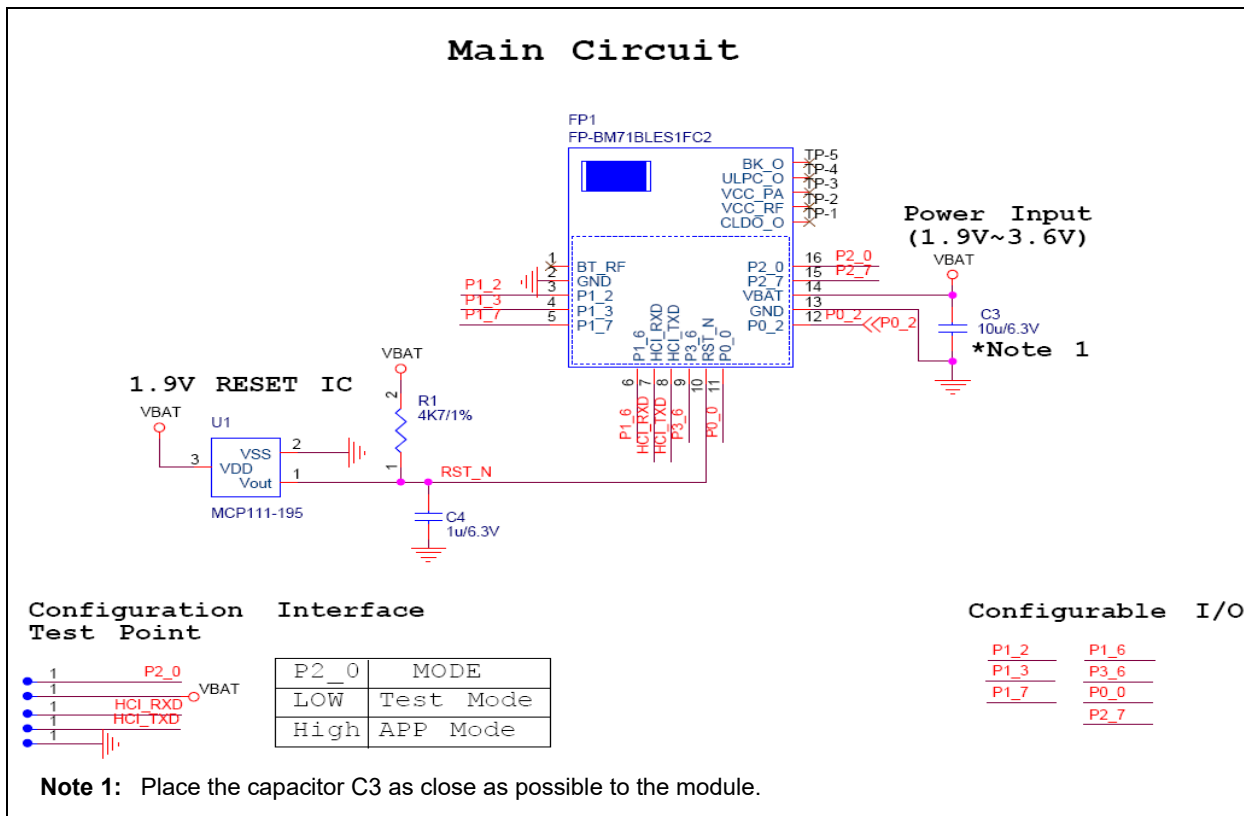 Main Circuit
FP1
FP-BM71BLES1FC2
BK_O TP-5
ULPC_O TP-4
VCC_PA TP-3
VCC_RF TP-2
CLDO_O TP-1
Power Input
(1.9V~3.6V)
VBAT
1 BT_RF
2 GND
P1_2 3 P1_2
P1_3 4 P1_3
P1_7 5 P1_7
P2_0 16 P2_0
P2_7 15 P2_7
VBAT 14
GND 13
P0_2 12 P0_2 P0_2
C3
10u/6.3V
*Note 1
P1_6 HCI_RXD HCI_TXD P3_6 RST_N P0_0
6 7 8 9 10 11
P1_6 HCI_RXD HCI_TXD P3_6 P0_0
VBAT
2
R1
4K7/1%
1
RST_N
1.9V RESET IC
VBAT
U1
3 VDD
VSS 2
Vout 1
MCP111-195
C4
1u/6.3V
Configuration Interface
Test Point
1 P2_0
1 VBAT
1 HCI_RXD
1 HCI_TXD
1
P2_0 MODE
LOW Test Mode
High APP Mode
Configurable I/O
P1_2 P1_6
P1_3 P3_6
P1_7 P0_0
P2_7
Note 1: Place the capacitor C3 as close as possible to the module.